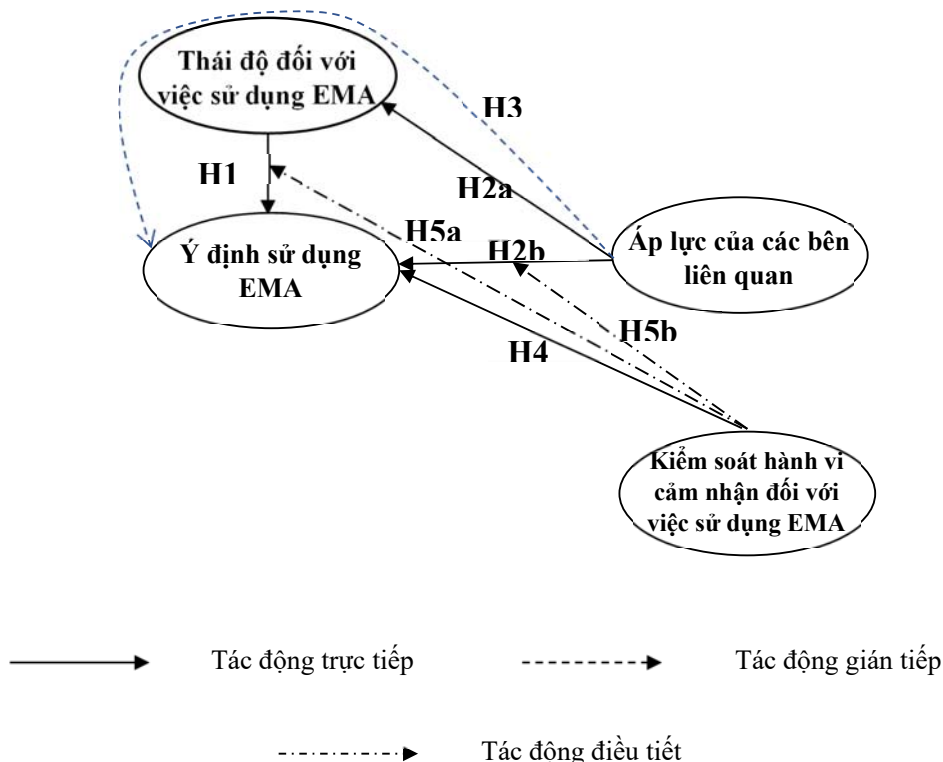 Thái độ đối với
việc sử dụng EMA
H3
H1
H2a
Ý định sử dụng
EMA
H5a
H2b
Áp lực của các bên
liên quan
H5b
H4
Kiểm soát hành vi
cảm nhận đối với
việc sử dụng EMA
Tác động trực tiếp
Tác động gián tiếp
Tác động điều tiết